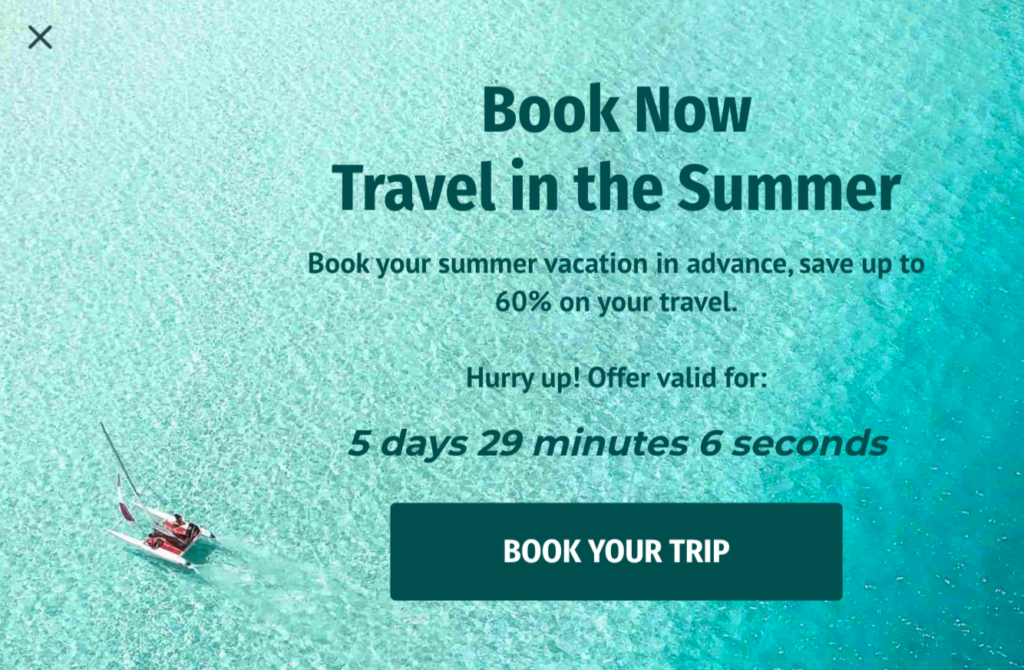 Book Now
Travel in the Summer
Book your summer vacation in advance, save up to
60% on your travel.
Hurry up! Offer valid for:
5 days 29 minutes 6 seconds
BOOK YOUR TRIP